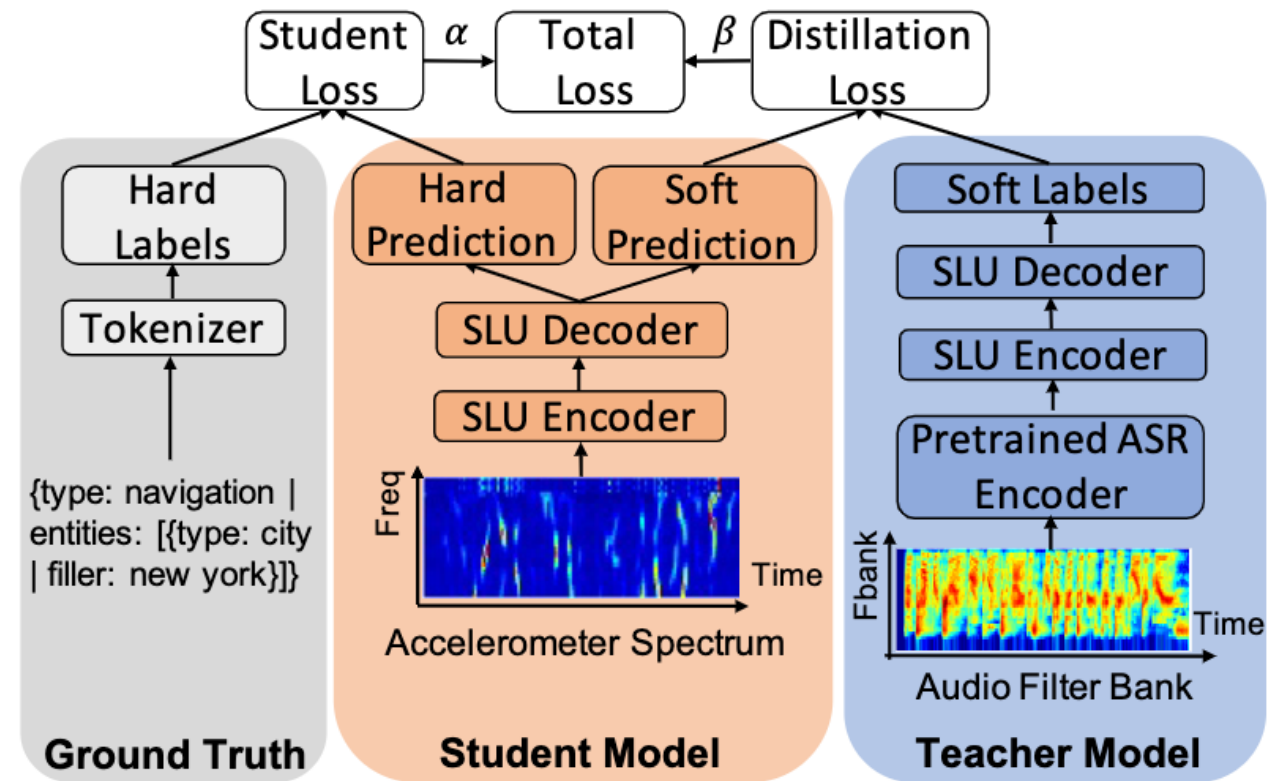 Student
Loss
α
Total
Loss
β
Distillation
Loss
Hard
Labels
Tokenizer
{type: navigation |
entities: [{type: city
| filler: new york}]}
Ground Truth
Hard
Prediction
Soft
Prediction
SLU Decoder
SLU Encoder
Freq
Time
Accelerometer Spectrum
Student Model
Soft Labels
SLU Decoder
SLU Encoder
Pretrained ASR
Encoder
Fbank
Time
Audio Filter Bank
Teacher Model